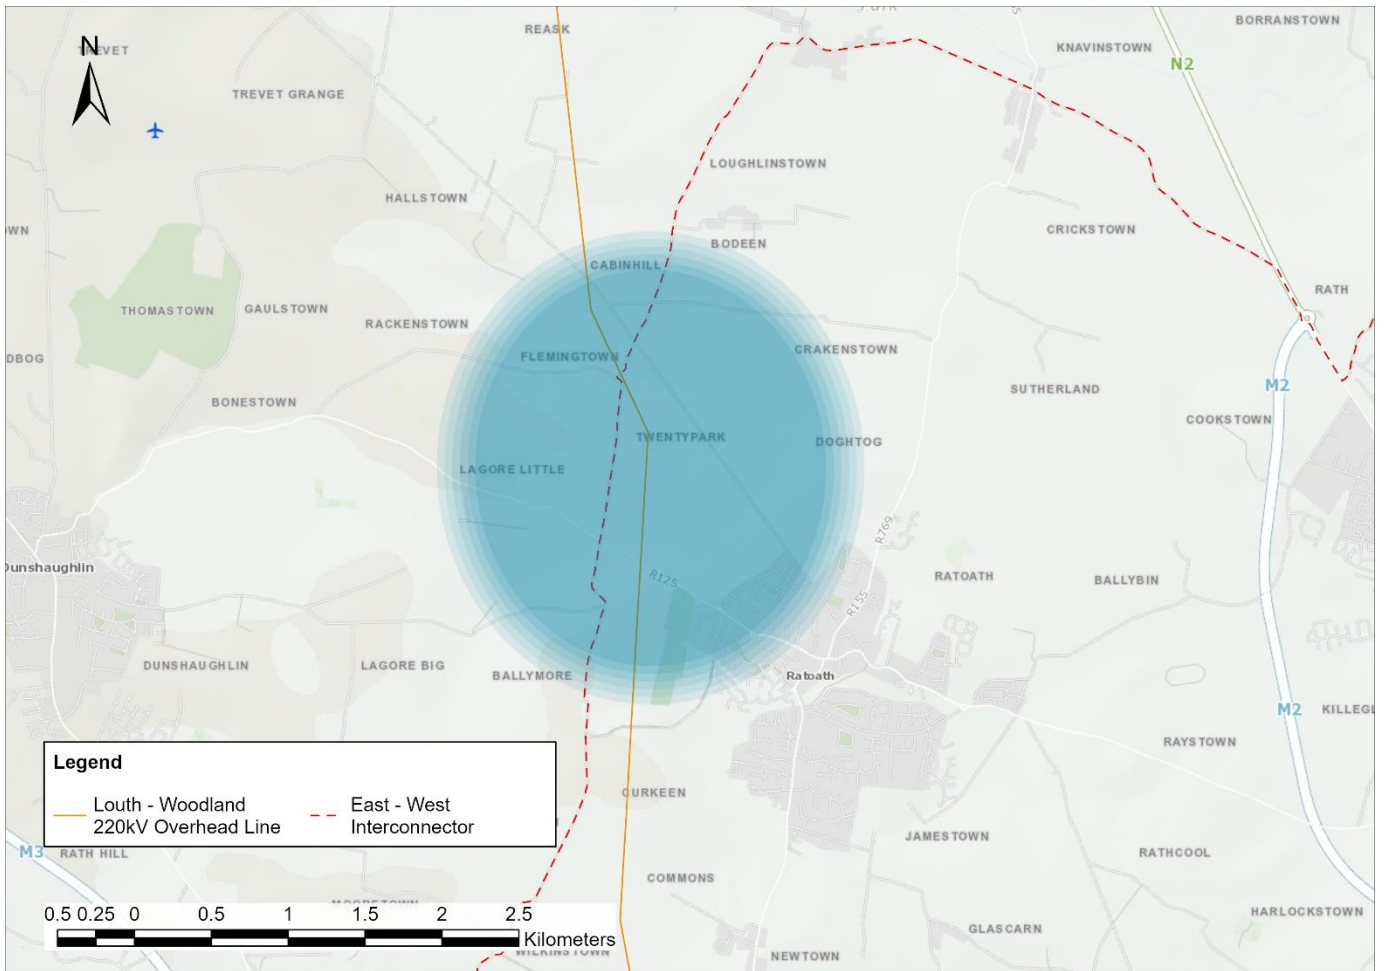 REASK
BORRANSTOWN
KNAVINSTOWN
N
TREVET
N2
TREVET GRANGE
LOUGHLINSTOWN
HALLSTOWN
CRICKSTOWN
BODEEN
CABINHILL
RATH
THOMASTOWN
GAULSTOWN
RACKENSTOWN
CRAKENSTOWN
FLEMINGTOWN
DBOG
M2
SUTHERLAND
BONESTOWN
COOKSTOWN
TWENTYPARK
DOGHTOG
LAGORE LITTLE
R769
Dunshaughlin
R125
RATOATH
BALLYBIN
R155
DUNSHAUGHLIN
LAGORE BIG
BALLYMORE
Ratoath
M2
KILLEGL
RAYSTOWN
Legend
Louth - Woodland
220kV Overhead Line
East - West
Interconnector
CURKEEN
JAMESTOWN
M3
RATH HILL
RATHCOOL
COMMONS
HARLOCKSTOWN
0.5 0.25 0 0.5 1 1.5 2 2.5
Kilometers
GLASCARN
WILKINSTOWN
NEWTOWN